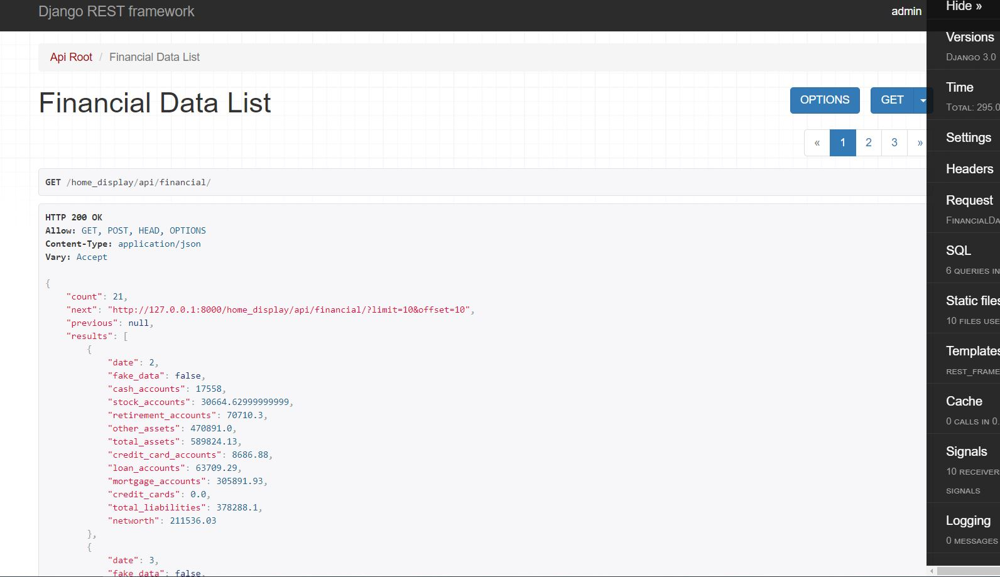 Django REST framework
admin
Hide »
Api Root / Financial Data List
Financial Data List
OPTIONS
GET
« 1 2 3 »
GET /home_display/api/financial/
HTTP 200 OK
Allow: GET, POST, HEAD, OPTIONS
Content-Type: application/json
Vary: Accept
{
    "count": 21,
    "next": "http://127.0.0.1:8000/home_display/api/financial/?limit=10&offset=10",
    "previous": null,
    "results": [
        {
            "date": 2,
            "fake_data": false,
            "cash_accounts": 17558,
            "stock_accounts": 30664.62999999999,
            "retirement_accounts": 70710.3,
            "other_assets": 470891.0,
            "total_assets": 589824.13,
            "credit_card_accounts": 8686.88,
            "loan_accounts": 63709.29,
            "mortgage_accounts": 305891.93,
            "credit_cards": 0.0,
            "total_liabilities": 378288.1,
            "networth": 211536.03
        },
        {
            "date": 3,
            "fake_data": false,
Versions
DJANGO 3.0
Time
TOTAL: 295.0
Settings
Headers
Request
FINANCIALDA
SQL
6 QUERIES IN
Static files
10 FILES USE
Templates
REST_FRAME
Cache
0 CALLS IN 0.
Signals
10 RECEIVER
SIGNALS
Logging
0 MESSAGES